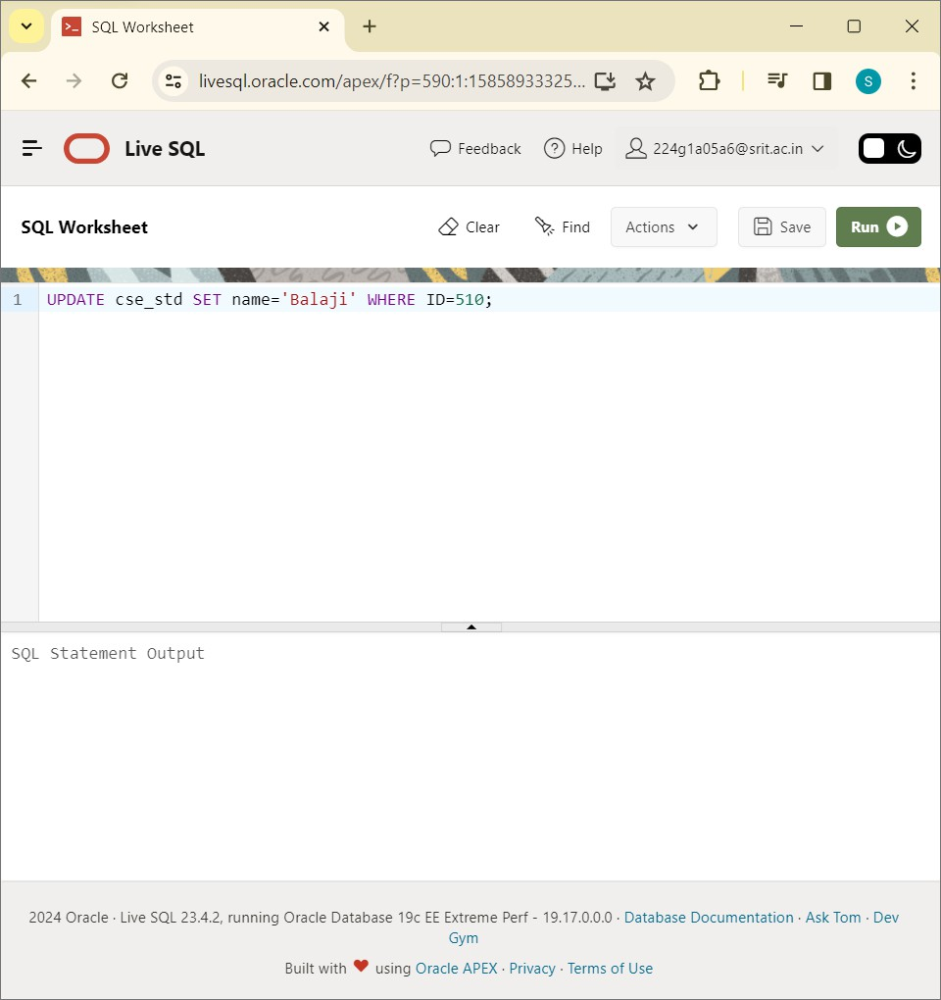 SQL Worksheet
livesql.oracle.com/apex/f?p=590:1:15858933325...
S
Live SQL
Feedback
Help
224g1a05a6@srit.ac.in
SQL Worksheet
Clear
Find
Actions
Save
Run
1 UPDATE cse_std SET name='Balaji' WHERE ID=510;
SQL Statement Output
2024 Oracle · Live SQL 23.4.2, running Oracle Database 19c EE Extreme Perf - 19.17.0.0.0 · Database Documentation · Ask Tom · Dev
Gym
Built with ❤ using Oracle APEX · Privacy · Terms of Use